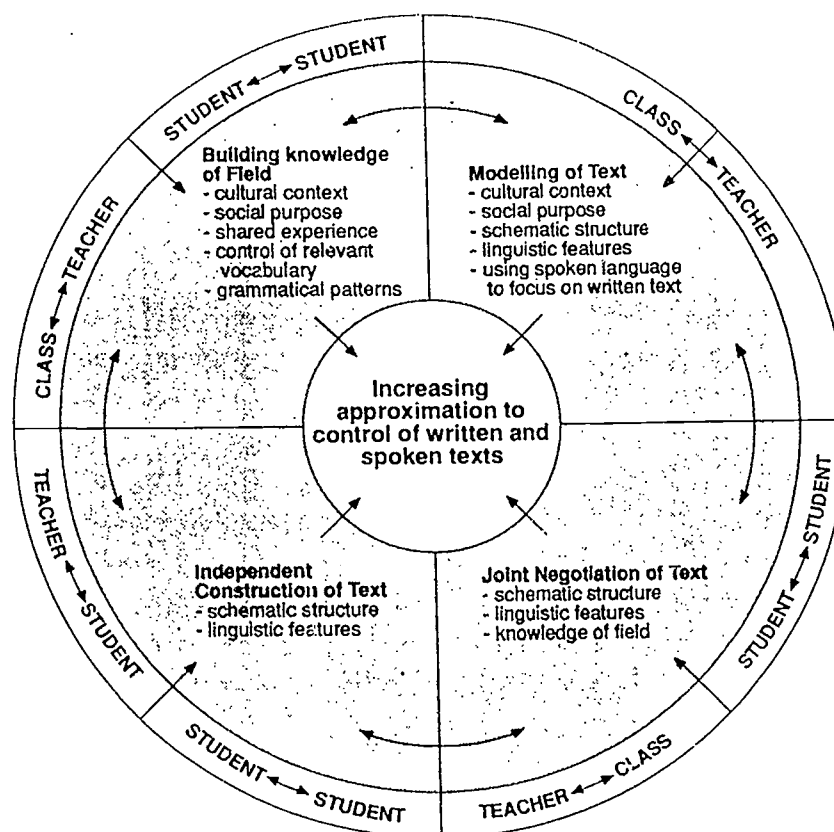 STUDENT ↔ STUDENT
CLASS ↔ TEACHER
CLASS ↔ TEACHER
Building knowledge
of Field
- cultural context
- social purpose
- shared experience
- control of relevant
vocabulary
- grammatical patterns
Modelling of Text
- cultural context
- social purpose
- schematic structure
- linguistic features
- using spoken language
to focus on written text
Increasing
approximation to
control of written and
spoken texts
Independent
Construction of Text
- schematic structure
- linguistic features
Joint Negotiation of Text
- schematic structure
- linguistic features
- knowledge of field
TEACHER ↔ STUDENT
STUDENT ↔ STUDENT
STUDENT ↔ STUDENT
TEACHER ↔ CLASS